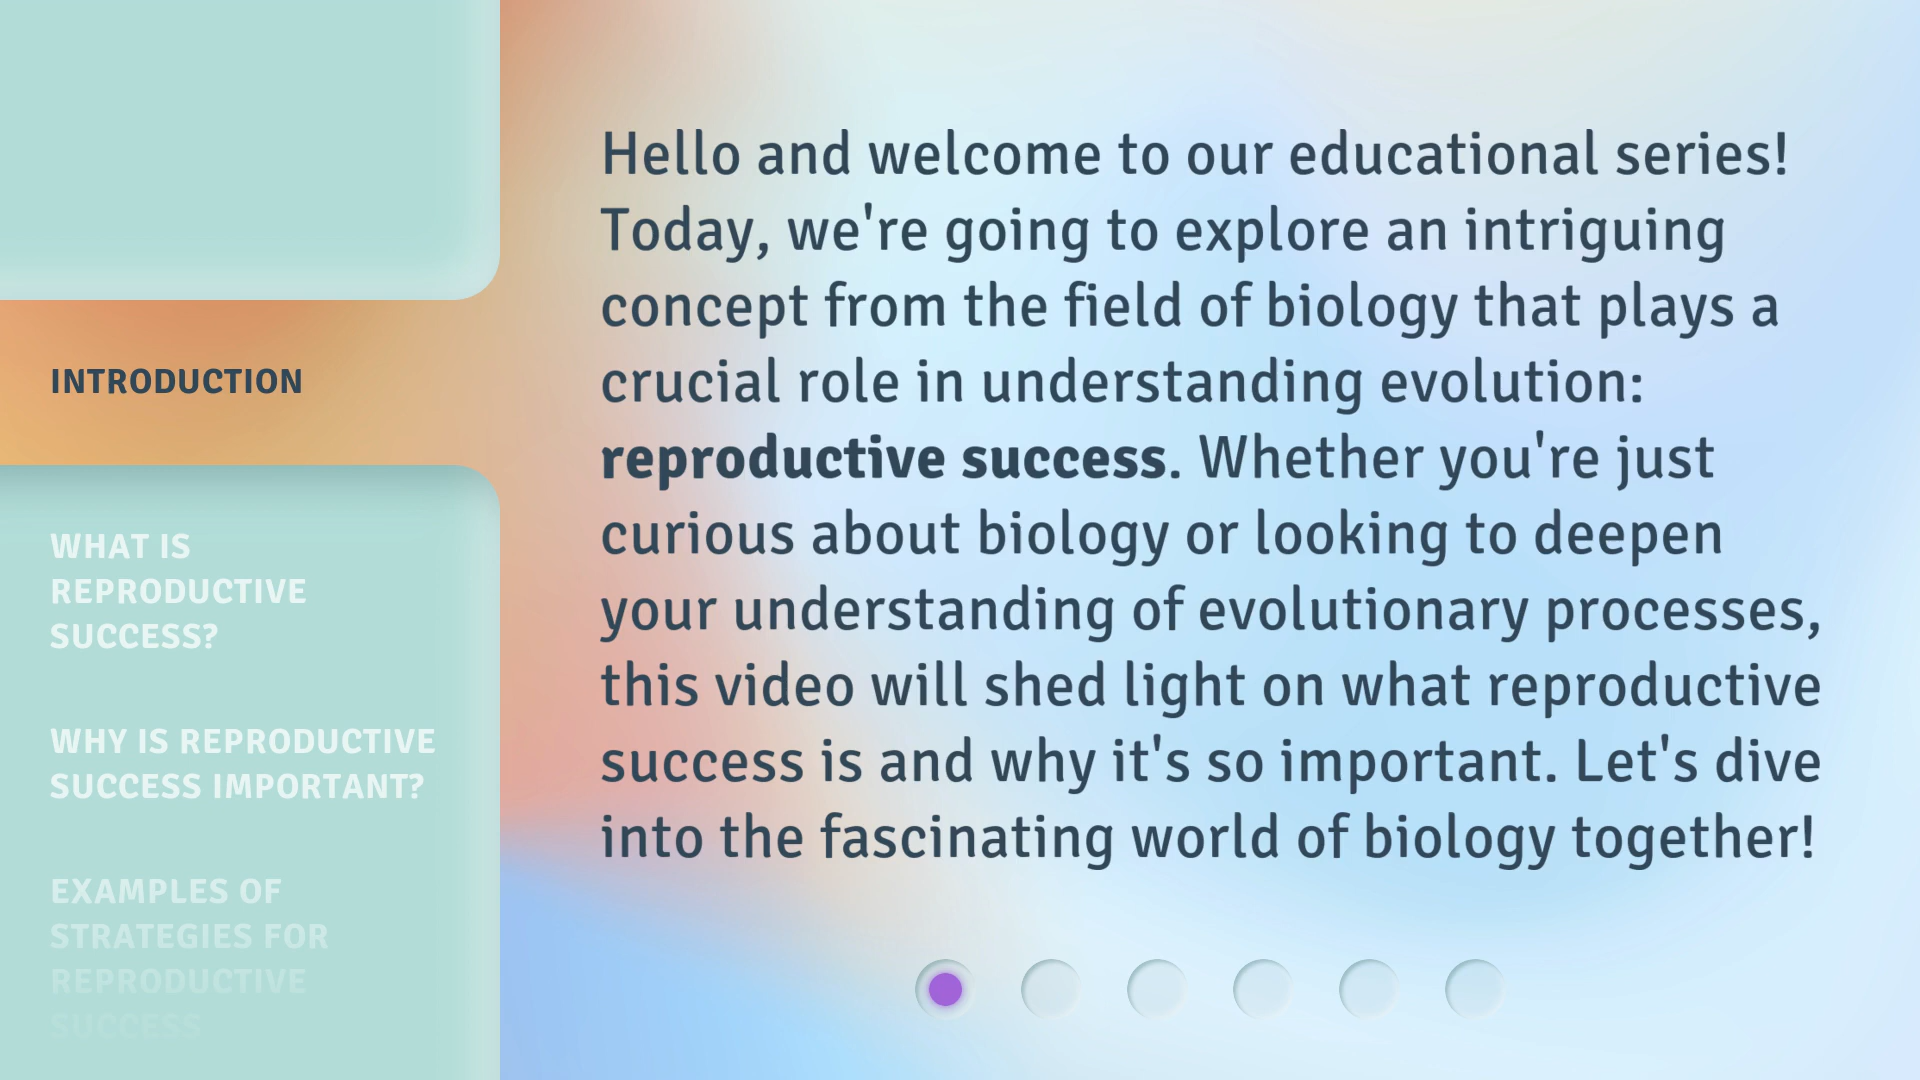 INTRODUCTION
WHAT IS
REPRODUCTIVE
SUCCESS?
WHY IS REPRODUCTIVE
SUCCESS IMPORTANT?
EXAMPLES OF
STRATEGIES FOR
REPRODUCTIVE
SUCCESS
Hello and welcome to our educational series!
Today, we're going to explore an intriguing
concept from the field of biology that plays a
crucial role in understanding evolution:
reproductive success. Whether you're just
curious about biology or looking to deepen
your understanding of evolutionary processes,
this video will shed light on what reproductive
success is and why it's so important. Let's dive
into the fascinating world of biology together!